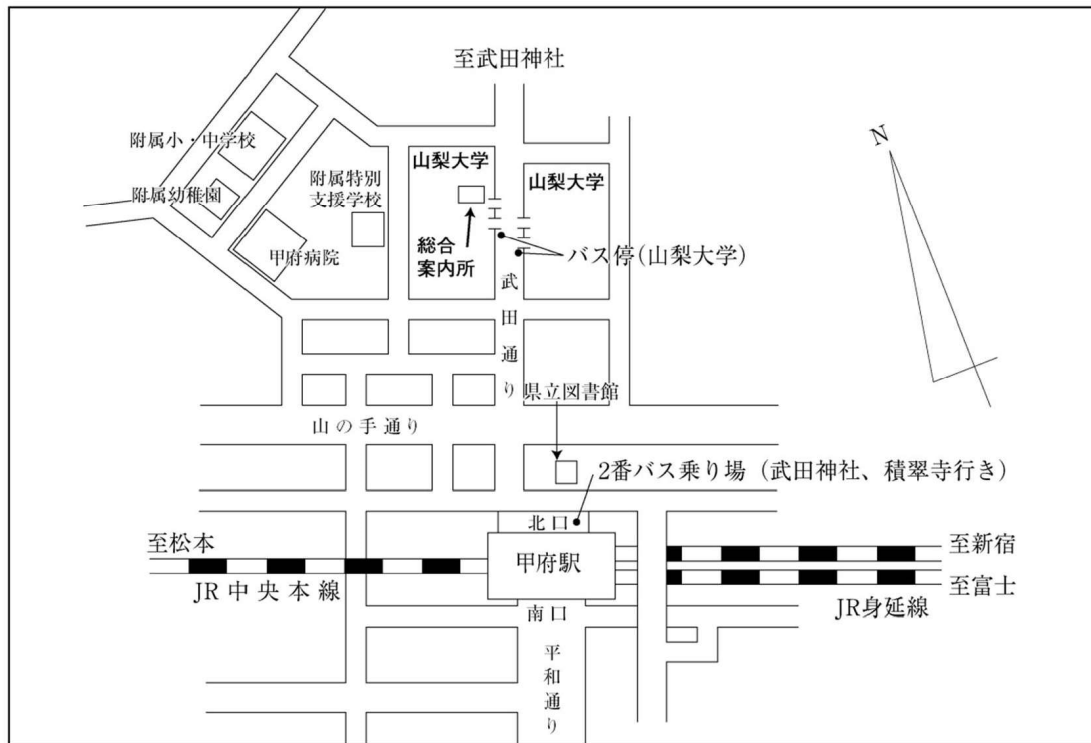 至武田神社
N
附属小・中学校
附属幼稚園
附属特別
支援学校
甲府病院
山梨大学
総合
案内所
山梨大学
バス停(山梨大学)
武田通り
県立図書館
山の手通り
2番バス乗り場（武田神社、積翠寺行き）
北口
至松本
甲府駅
至新宿
JR中央本線
至富士
南口
JR身延線
平和通り